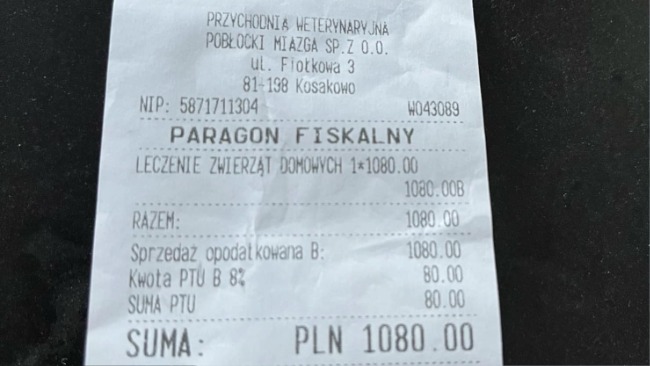 PRZYCHODNIA WETERYNARYJNA
POBŁOCKI MIAZGA SP.Z O.O.
ul. Fiołkowa 3
81-198 Kosakowo
NIP: 5871711304 W043089
PARAGON FISKALNY
LECZENIE ZWIERZĄT DOMOWYCH 1*1080.00
1080.00B
RAZEM: 1080.00
Sprzedaż opodatkowana B: 1080.00
Kwota PTU B 8% 80.00
SUMA PTU 80.00
SUMA: PLN 1080.00